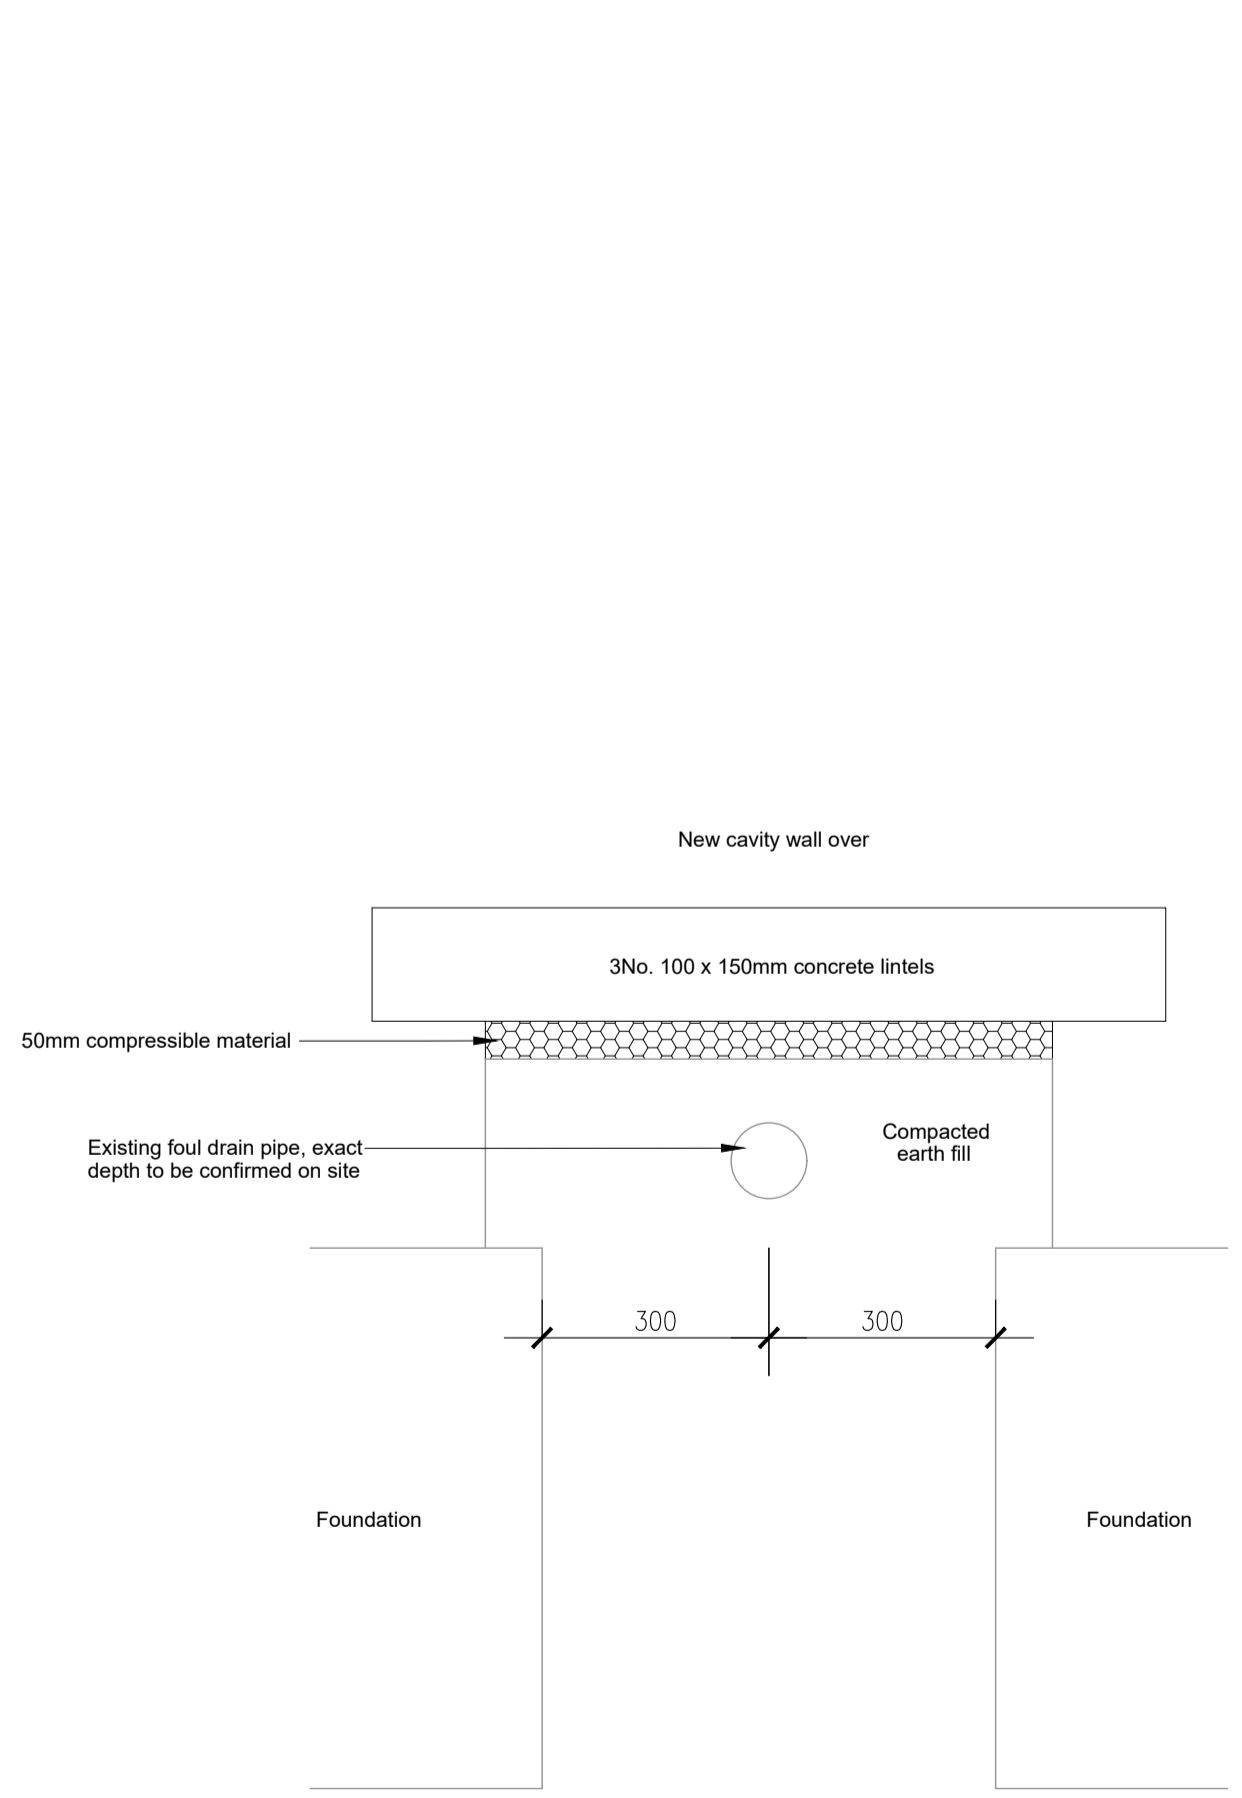 New cavity wall over
3No. 100 x 150mm concrete lintels
50mm compressible material
Existing foul drain pipe, exact
depth to be confirmed on site
Compacted
earth fill
300
300
Foundation
Foundation